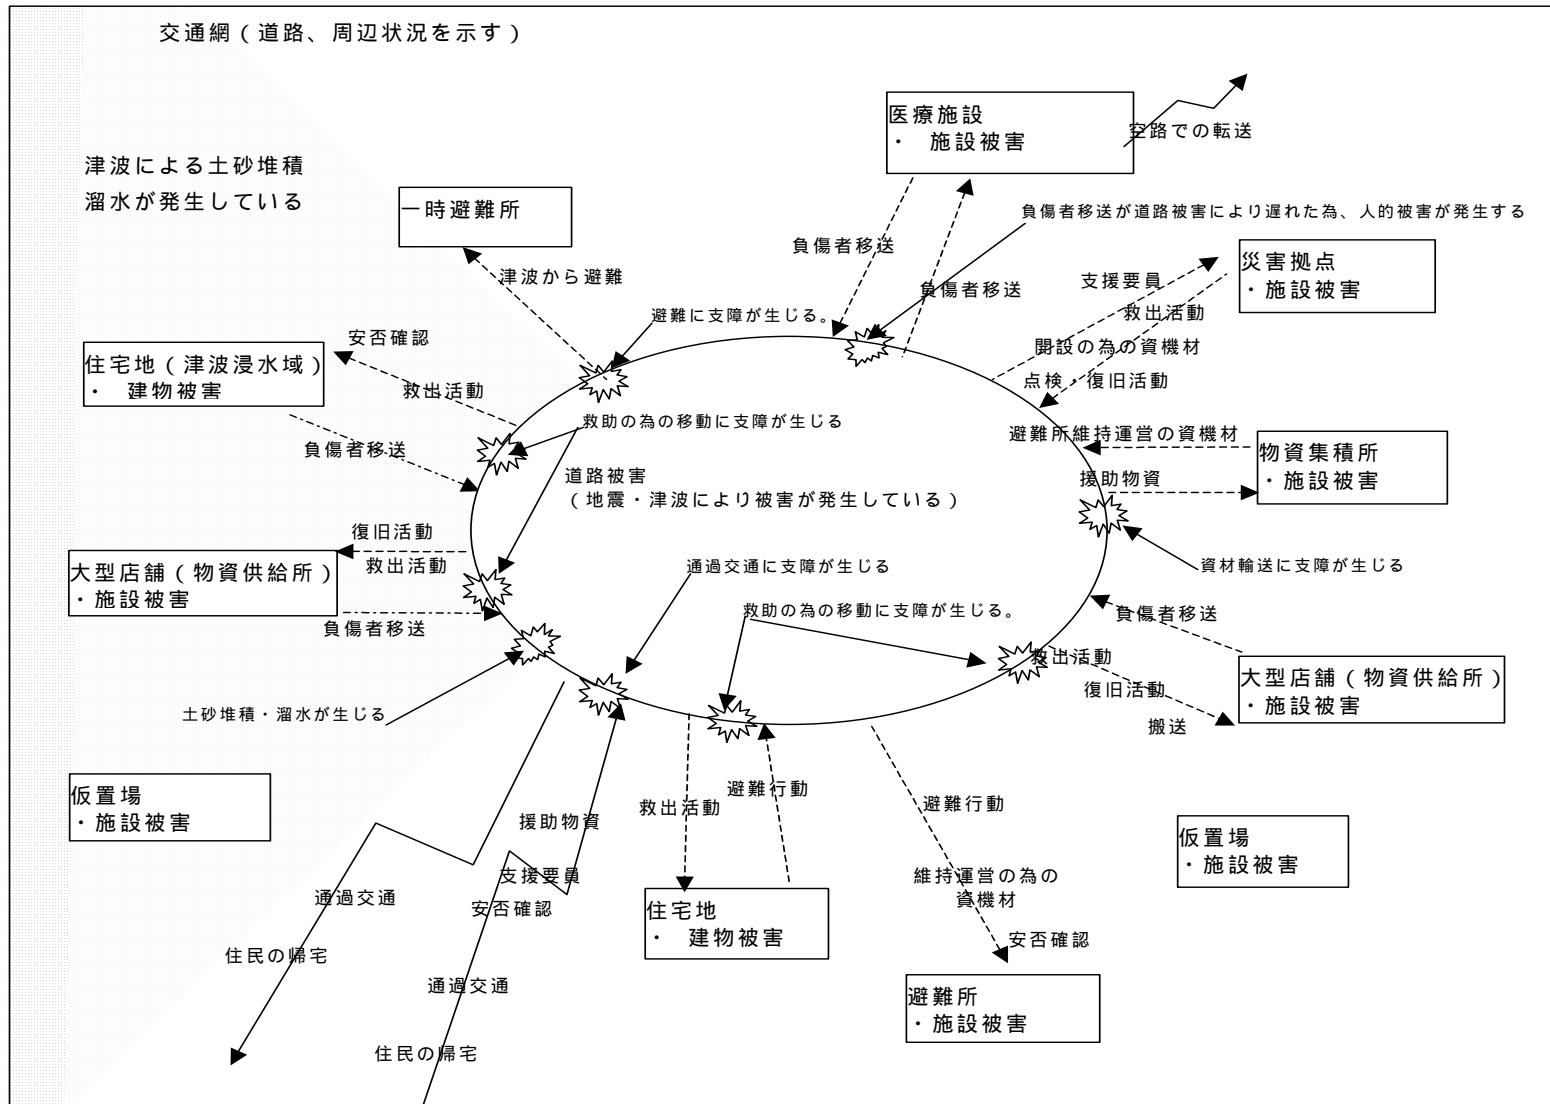 交通網（道路、周辺状況を示す）
医療施設
・　施設被害
空路での転送
津波による土砂堆積
溜水が発生している
一時避難所
負傷者移送が道路被害により遅れた為、人的被害が発生する
負傷者移送
負傷者移送
津波から避難
支援要員
救出活動
災害拠点
・施設被害
避難に支障が生じる。
安否確認
救出活動
住宅地（津波浸水域）
・　建物被害
開設の為の資機材
点検・復旧活動
負傷者移送
救助の為の移動に支障が生じる
避難所維持運営の資機材
援助物資
物資集積所
・施設被害
道路被害
（地震・津波により被害が発生している）
復旧活動
救出活動
大型店舗（物資供給所）
・施設被害
負傷者移送
通過交通に支障が生じる
資材輸送に支障が生じる
救助の為の移動に支障が生じる。
負傷者移送
救出活動
復旧活動
搬送
大型店舗（物資供給所）
・施設被害
土砂堆積・溜水が生じる
仮置場
・施設被害
援助物資
支援要員
安否確認
救出活動
避難行動
避難行動
仮置場
・施設被害
通過交通
住民の帰宅
住宅地
・　建物被害
維持運営の為の
資機材
安否確認
通過交通
住民の帰宅
避難所
・施設被害